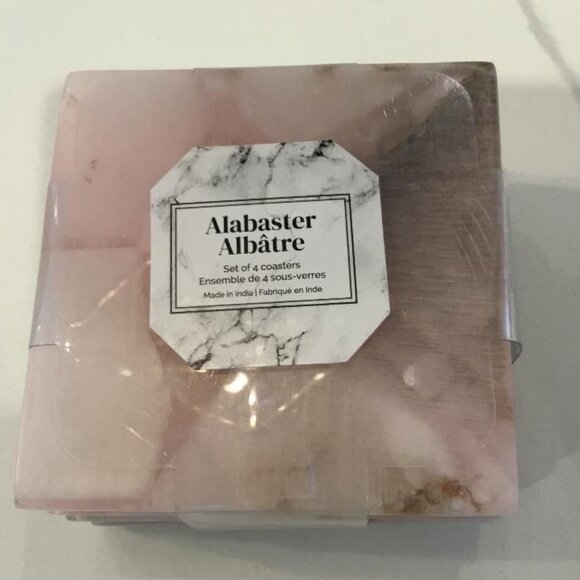 Alabaster
Albâtre
Set of 4 coasters
Ensemble de 4 sous-verres
Made in India | Fabriqué en Inde